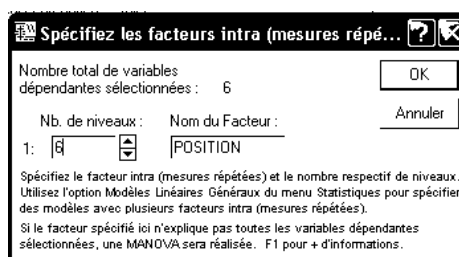 Spécifiez les facteurs intra (mesures répé...
Nombre total de variables
dépendantes sélectionnées : 6
OK
Annuler
Nb. de niveaux : Nom du Facteur :
1: 6 POSITION
Spécifiez le facteur intra (mesures répétées) et le nombre respectif de niveaux.
Utilisez l'option Modèles Linéaires Généraux du menu Statistiques pour spécifier
des modèles avec plusieurs facteurs intra (mesures répétées).
Si le facteur spécifié ici n'explique pas toutes les variables dépendantes
sélectionnées, une MANOVA sera réalisée. F1 pour + d'informations.